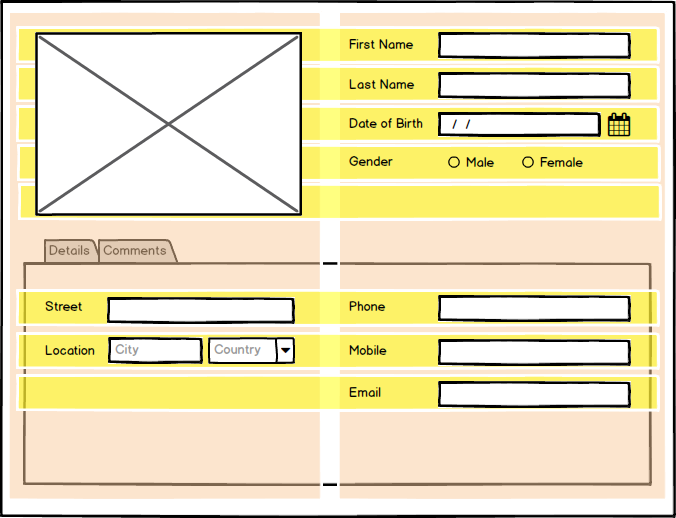 First Name
Last Name
Date of Birth / /
Gender Male Female
Details Comments
Street Phone
Location City Country Mobile
Email